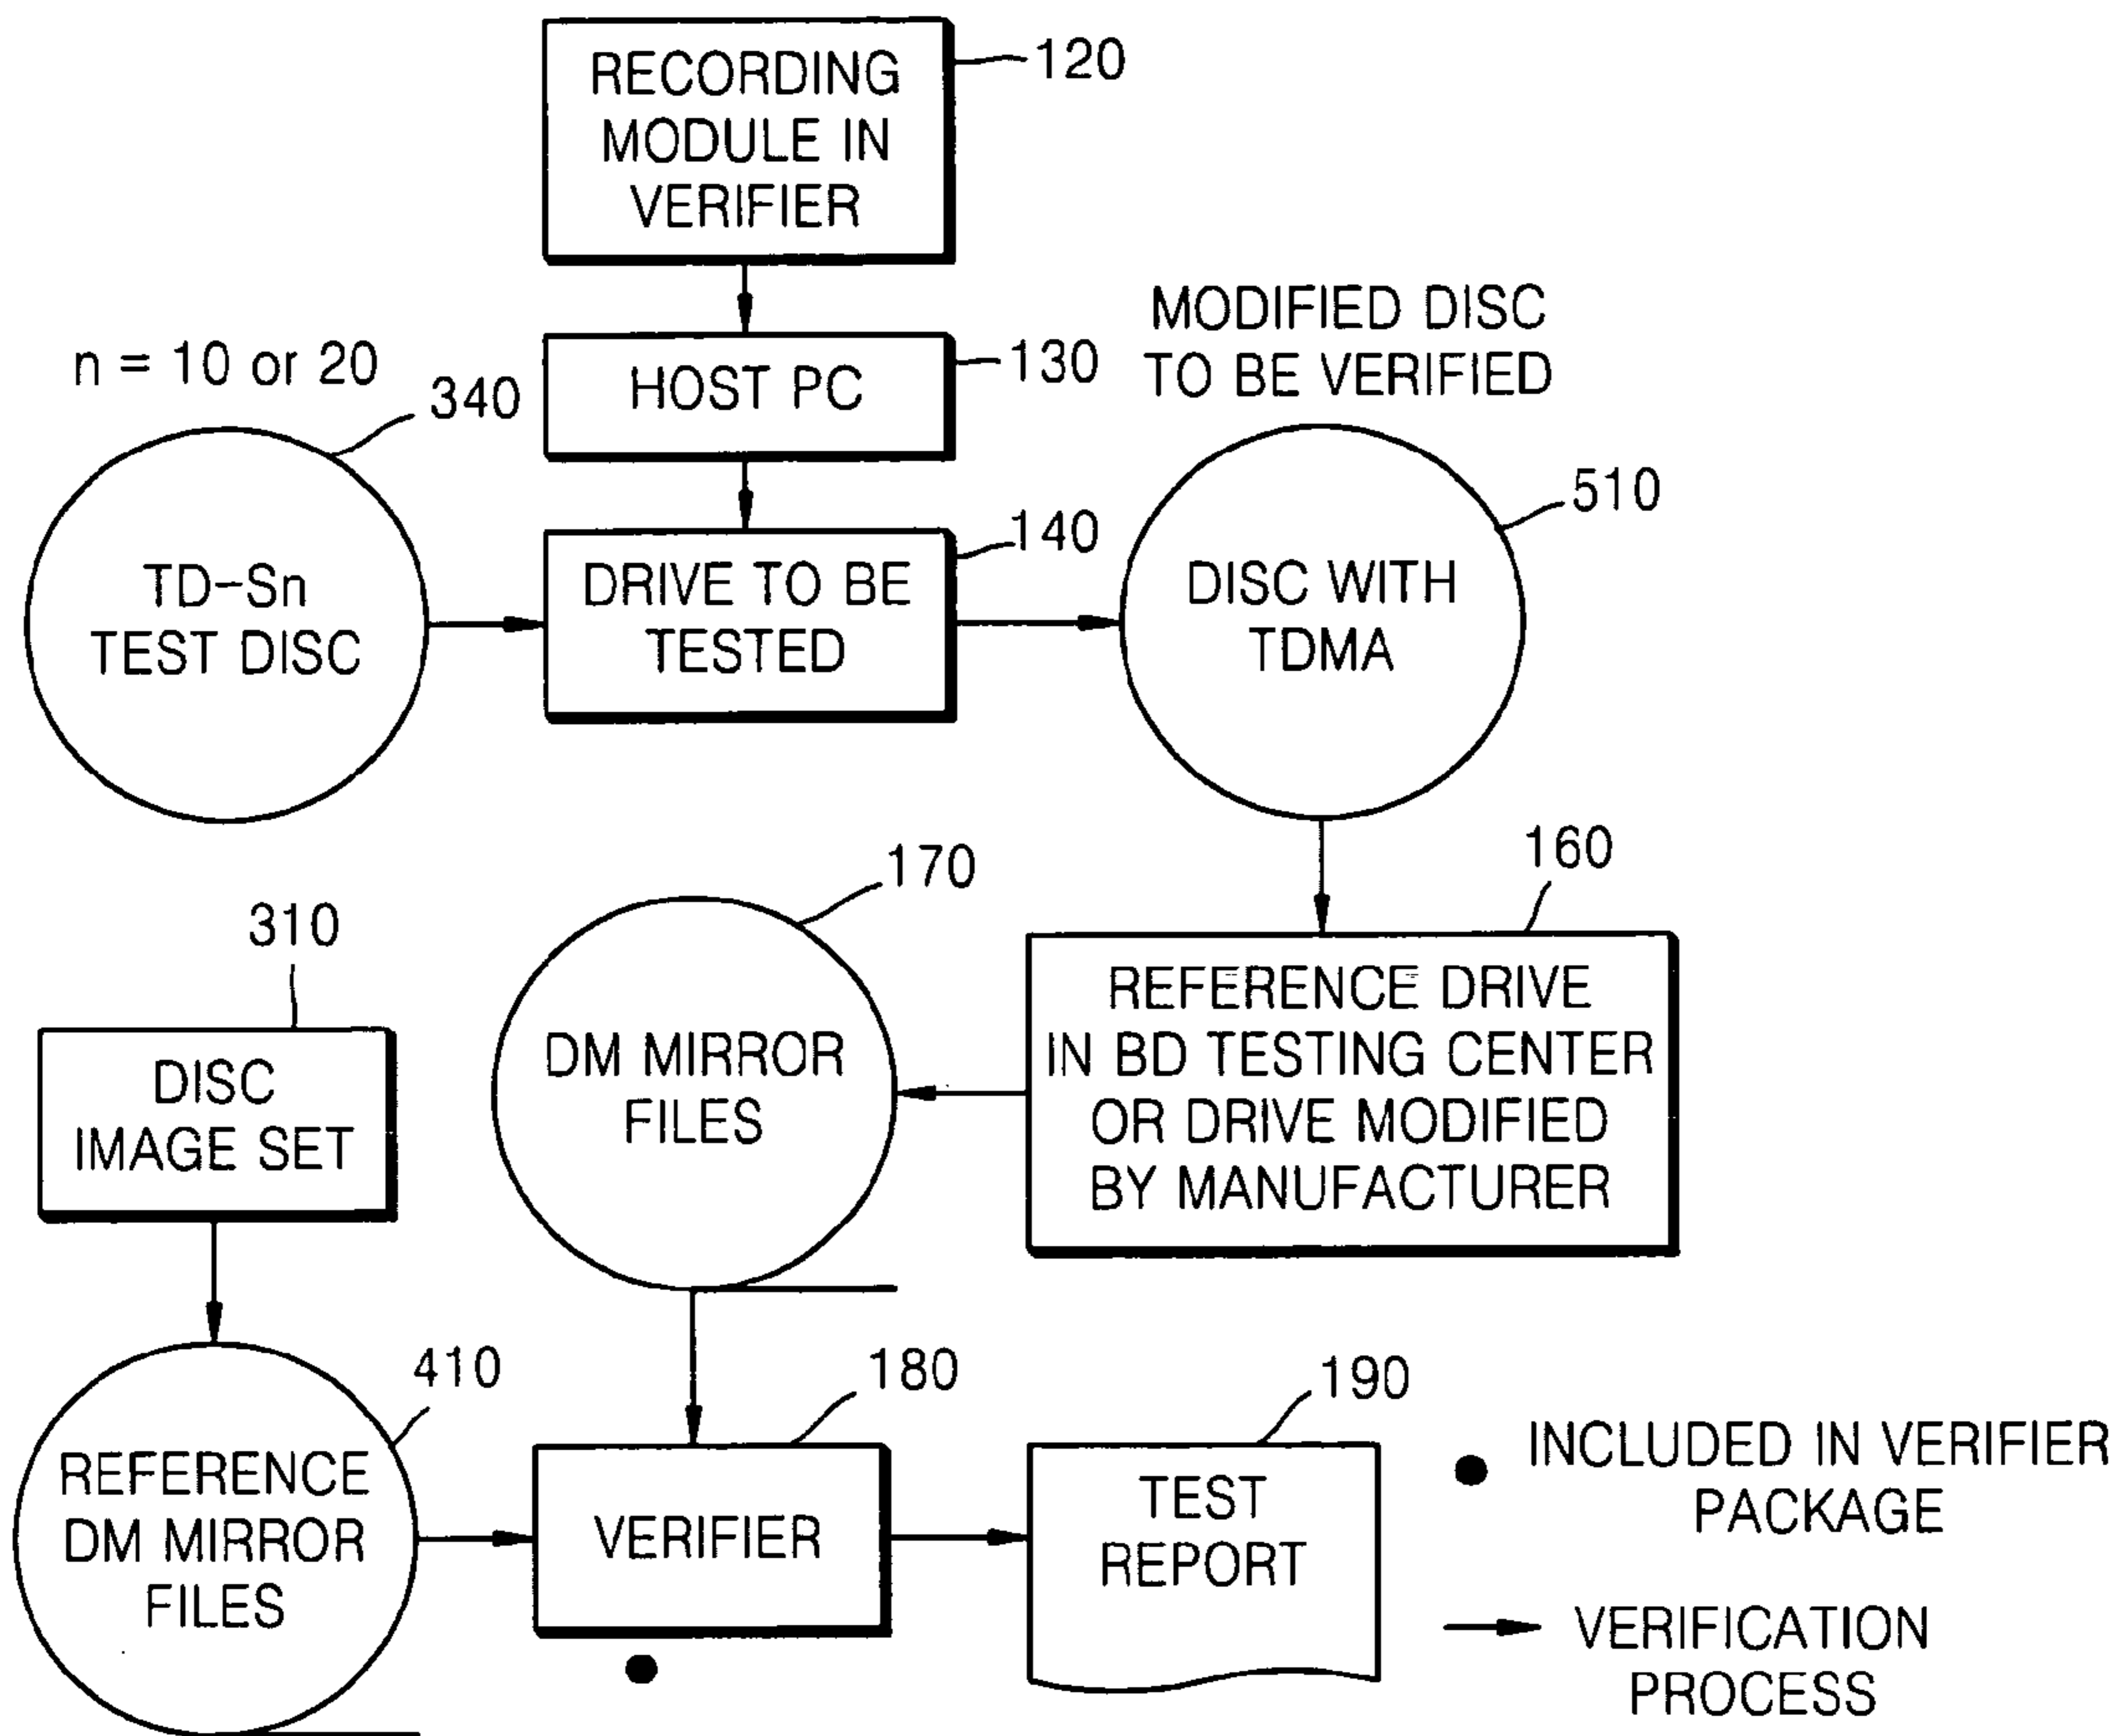 RECORDING
MODULE IN
VERIFIER
120
n = 10 or 20
340
HOST PC
130
MODIFIED DISC
TO BE VERIFIED
510
TD-Sn
TEST DISC
DRIVE TO BE
TESTED
140
DISC WITH
TDMA
160
170
310
DISC
IMAGE SET
DM MIRROR
FILES
REFERENCE DRIVE
IN BD TESTING CENTER
OR DRIVE MODIFIED
BY MANUFACTURER
410
REFERENCE
DM MIRROR
FILES
180
VERIFIER
190
TEST
REPORT
INCLUDED IN VERIFIER
PACKAGE
VERIFICATION
PROCESS